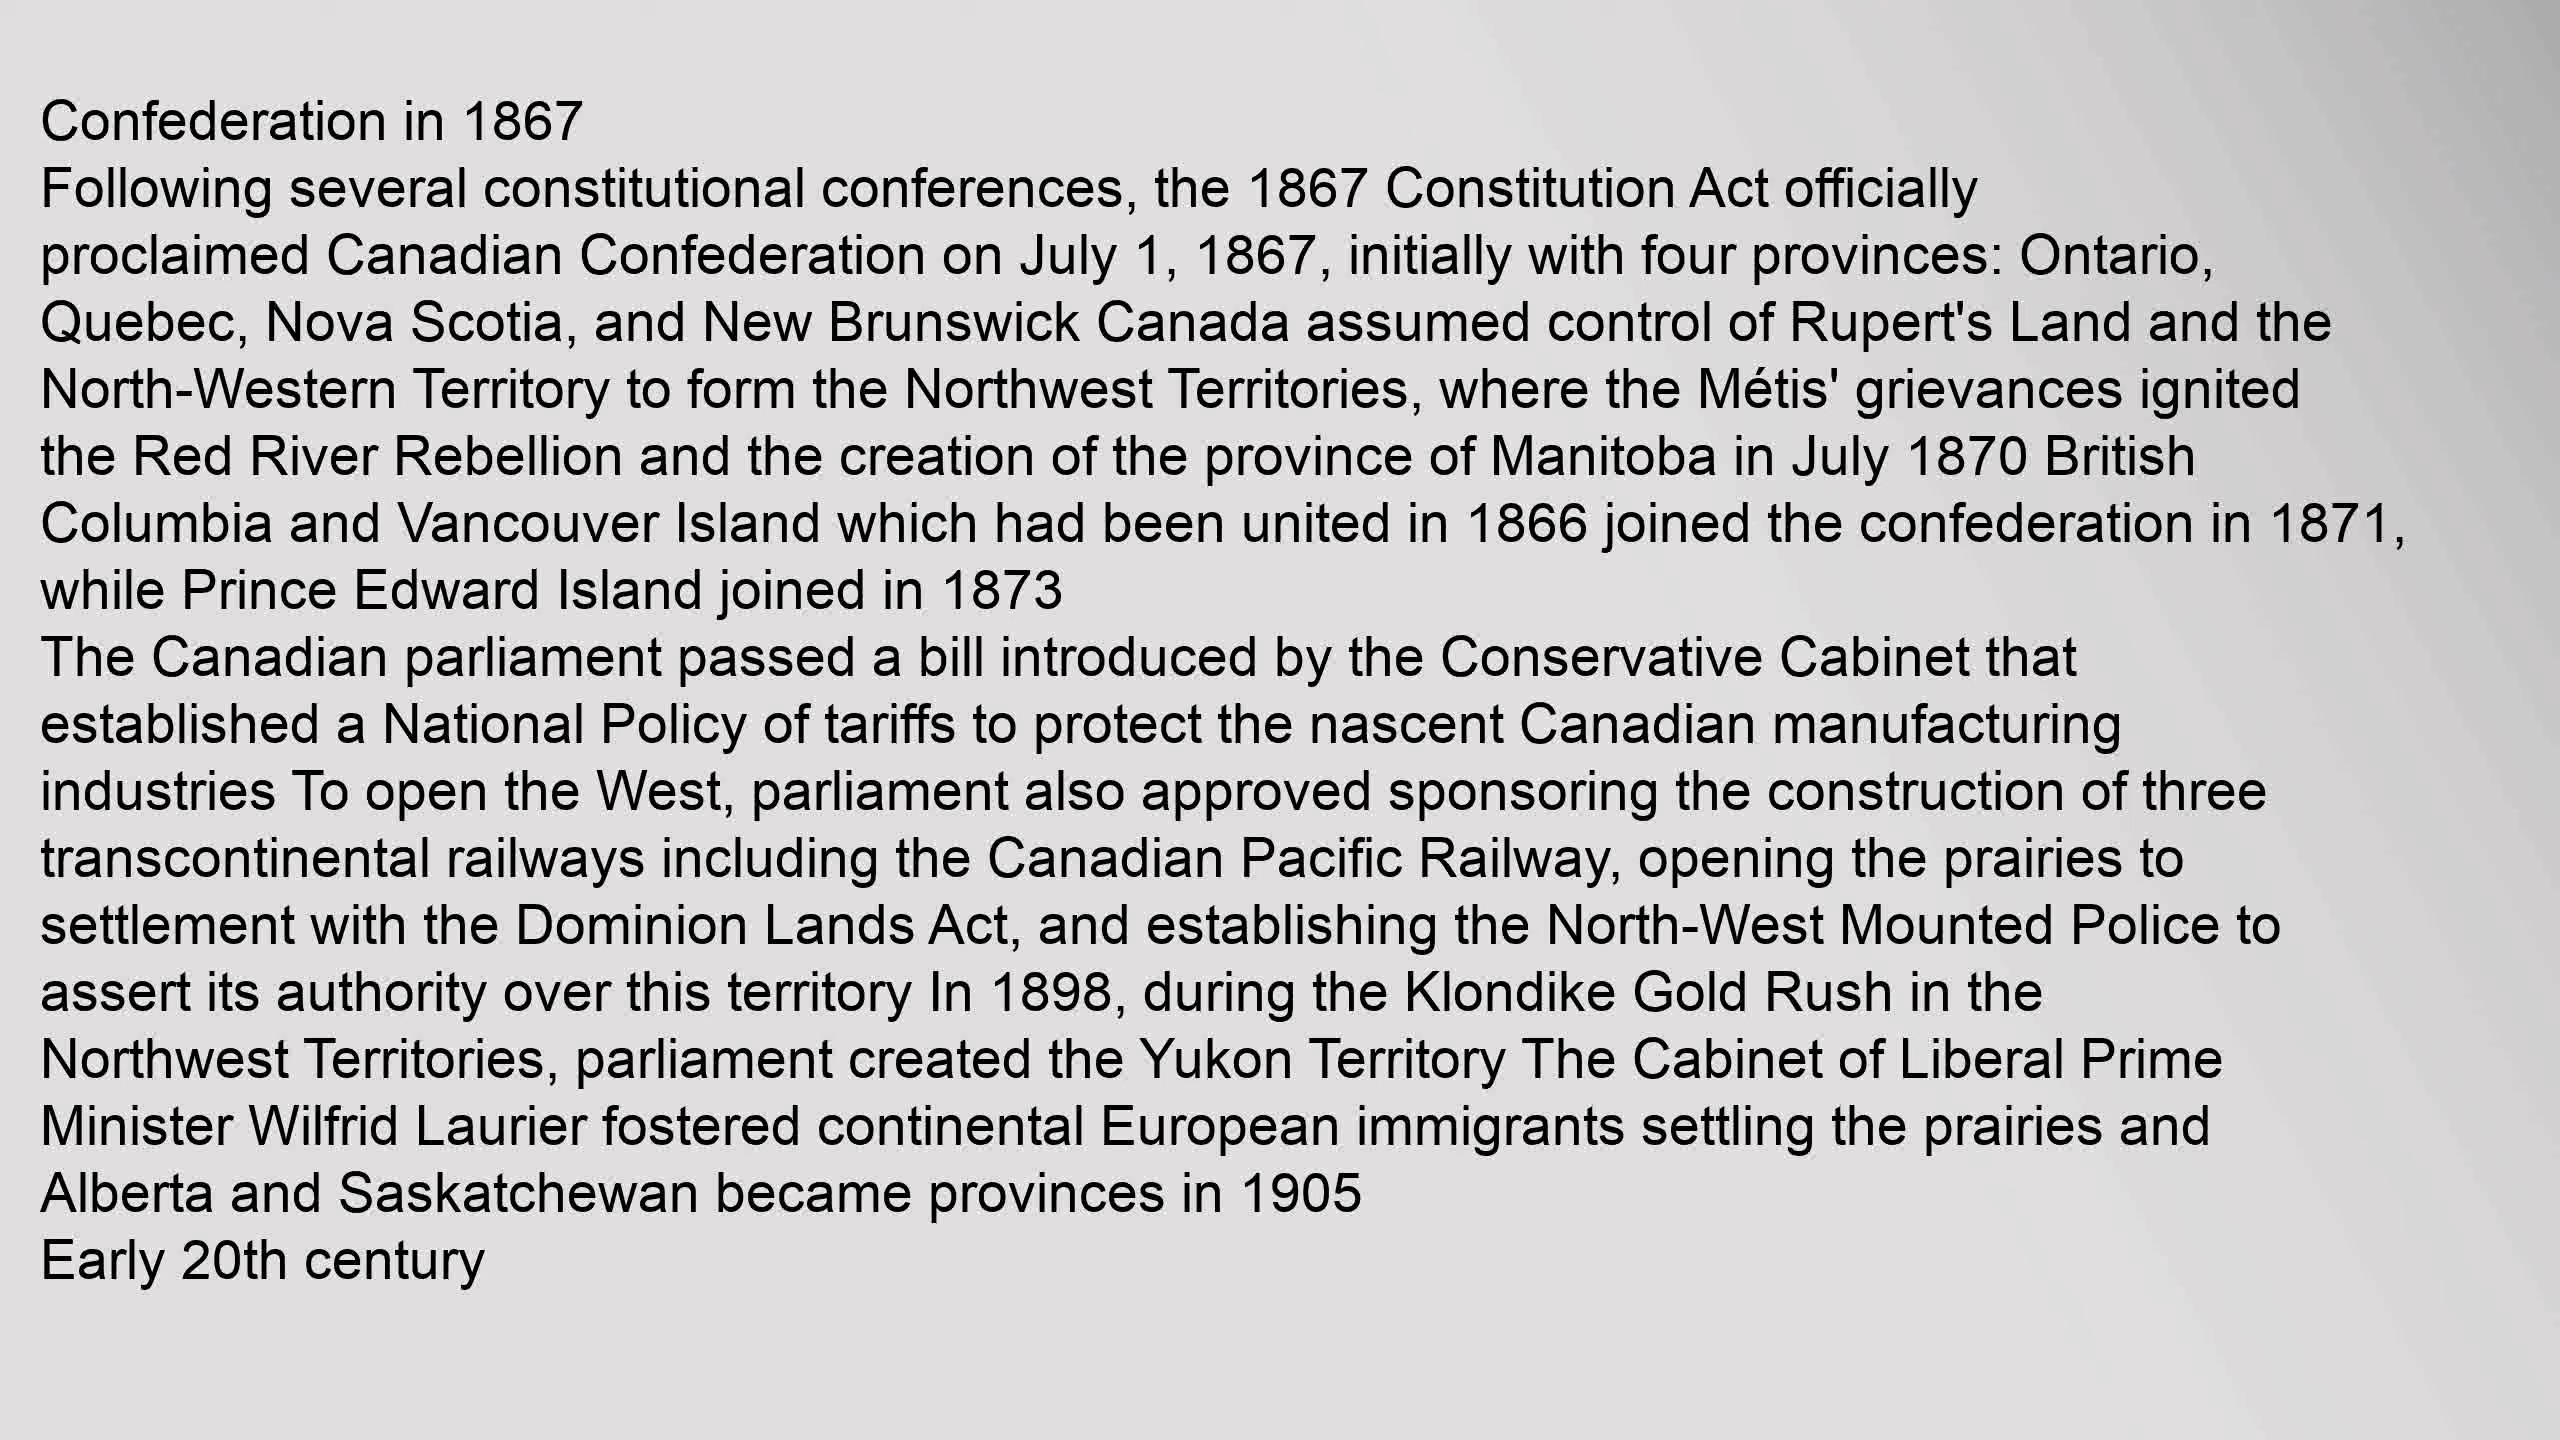 Confederation in 1867
Following several constitutional conferences, the 1867 Constitution Act officially
proclaimed Canadian Confederation on July 1, 1867, initially with four provinces: Ontario,
Quebec, Nova Scotia, and New Brunswick Canada assumed control of Rupert's Land and the
North-Western Territory to form the Northwest Territories, where the Métis' grievances ignited
the Red River Rebellion and the creation of the province of Manitoba in July 1870 British
Columbia and Vancouver Island which had been united in 1866 joined the confederation in 1871,
while Prince Edward Island joined in 1873
The Canadian parliament passed a bill introduced by the Conservative Cabinet that
established a National Policy of tariffs to protect the nascent Canadian manufacturing
industries To open the West, parliament also approved sponsoring the construction of three
transcontinental railways including the Canadian Pacific Railway, opening the prairies to
settlement with the Dominion Lands Act, and establishing the North-West Mounted Police to
assert its authority over this territory In 1898, during the Klondike Gold Rush in the
Northwest Territories, parliament created the Yukon Territory The Cabinet of Liberal Prime
Minister Wilfrid Laurier fostered continental European immigrants settling the prairies and
Alberta and Saskatchewan became provinces in 1905
Early 20th century